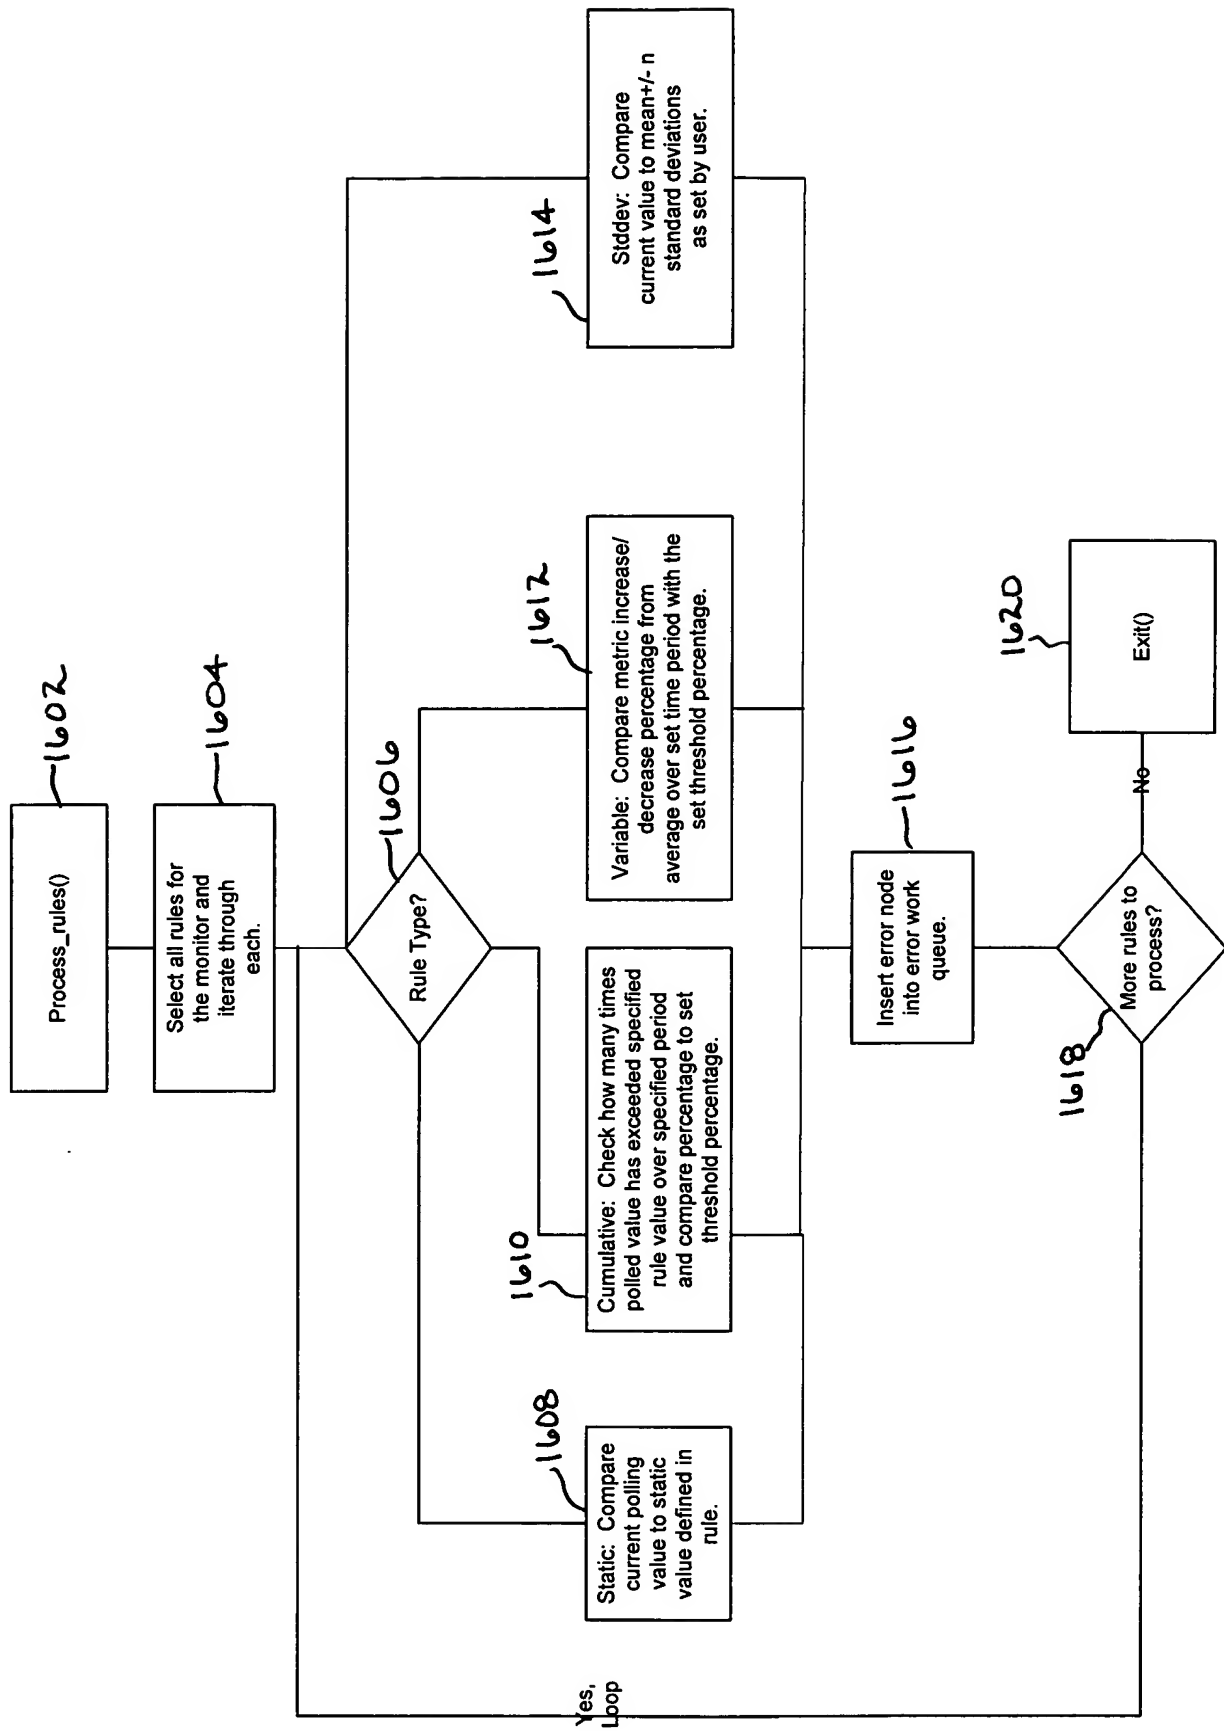 Process_rules()
1602
Select all rules for
the monitor and
iterate through
each.
1604
Rule Type?
1606
Static: Compare
current polling
value to static
value defined in
rule.
1608
Cumulative: Check how many times
polled value has exceeded specified
rule value over specified period
and compare percentage to set
threshold percentage.
1610
Variable: Compare metric increase/
decrease percentage from
average over set time period with the
set threshold percentage.
1612
Stddev: Compare
current value to mean+/- n
standard deviations
as set by user.
1614
Insert error node
into error work
queue.
1616
More rules to
process?
1618
Yes,
Loop
No
Exit()
1620